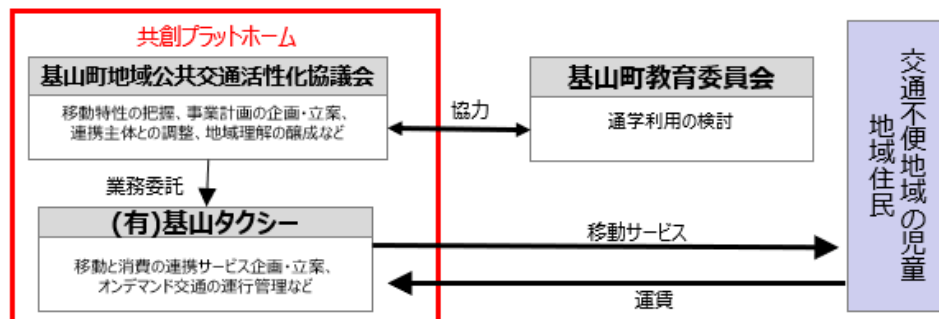 共創プラットホーム
基山町地域公共交通活性化協議会
移動特性の把握、事業計画の企画・立案、
連携主体との調整、地域理解の醸成など
協力
基山町教育委員会
通学利用の検討
業務委託
(有)基山タクシー
移動と消費の連携サービス企画・立案、
オンデマンド交通の運行管理など
移動サービス
運賃
交通不便地域の児童
地域住民